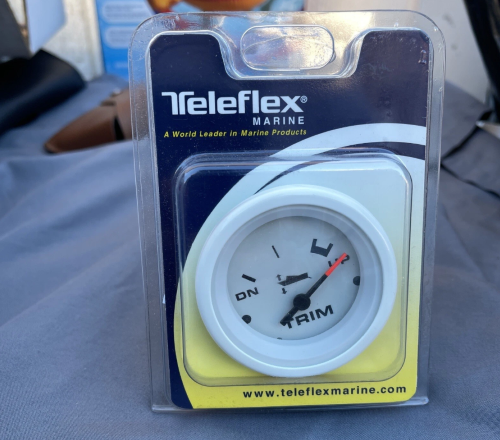 Teleflex®
MARINE
A World Leader in Marine Products
DN
UP
TRIM
www.teleflexmarine.com